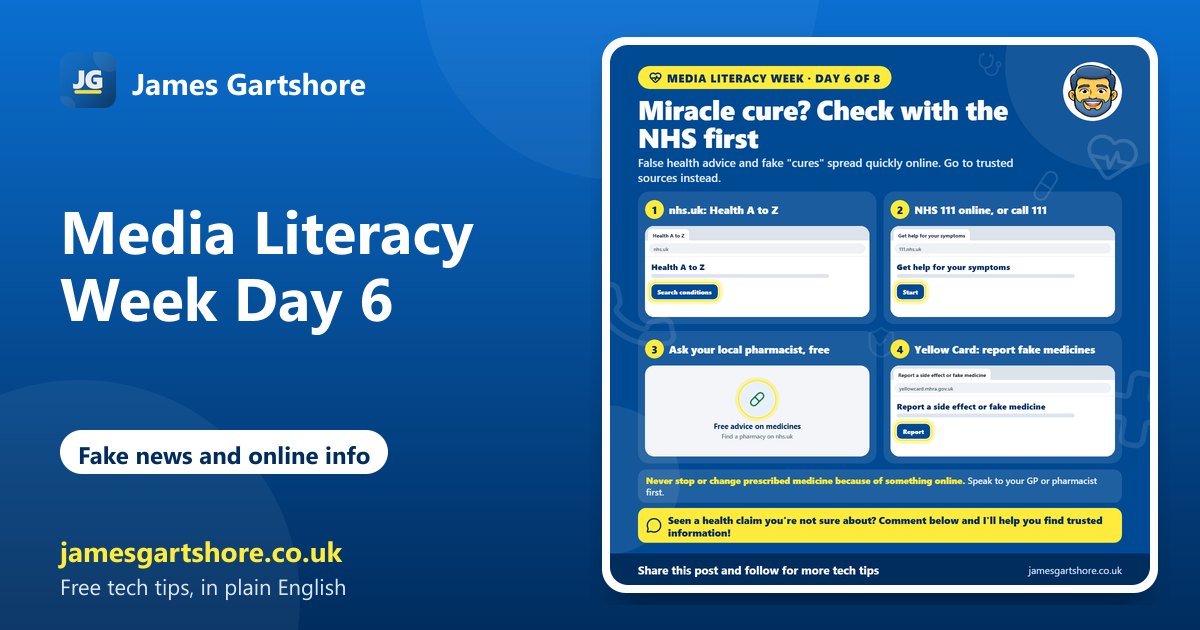 JG
James Gartshore
Media Literacy
Week Day 6
Fake news and online info
jamesgartshore.co.uk
Free tech tips, in plain English
MEDIA LITERACY WEEK · DAY 6 OF 8
Miracle cure? Check with the
NHS first
False health advice and fake "cures" spread quickly online. Go to trusted
sources instead.
1 nhs.uk: Health A to Z
Health A to Z
nhs.uk
Health A to Z
Search conditions
2 NHS 111 online, or call 111
Get help for your symptoms
111.nhs.uk
Get help for your symptoms
Start
3 Ask your local pharmacist, free
Free advice on medicines
Find a pharmacy on nhs.uk
4 Yellow Card: report fake medicines
Report a side effect or fake medicine
yellowcard.mhra.gov.uk
Report a side effect or fake medicine
Report
Never stop or change prescribed medicine because of something online. Speak to your GP or pharmacist
first.
Seen a health claim you're not sure about? Comment below and I'll help you find trusted
information!
Share this post and follow for more tech tips
jamesgartshore.co.uk